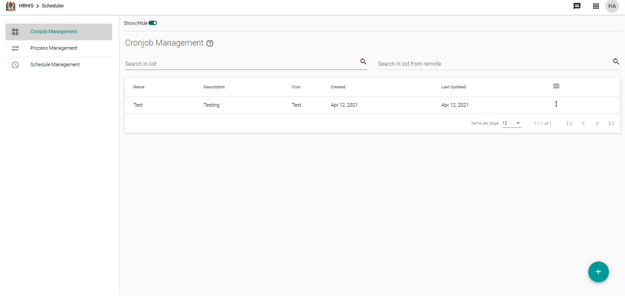 HRHIS > Scheduler
HA
Cronjob Management
Process Management
Schedule Management
Show/Hide
Cronjob Management
Search in list
Search in list from remote
Name Description Cron Created Last Updated
Test Testing Test Apr 12, 2021 Apr 12, 2021
Items per page 12 1 – 1 of 1